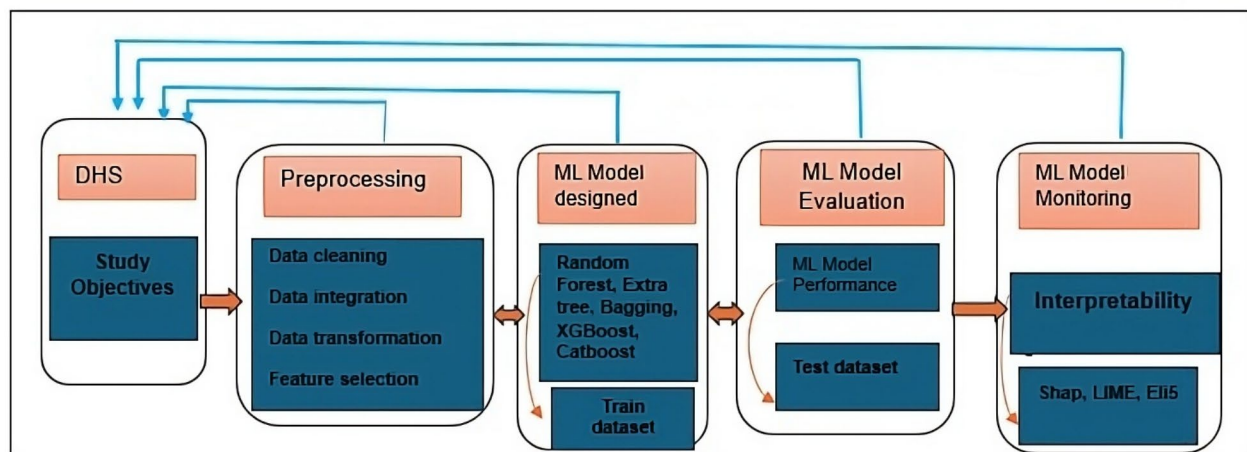 DHS
Study
Objectives
Preprocessing
Data cleaning
Data integration
Data transformation
Feature selection
ML Model
designed
Random
Forest, Extra
tree, Bagging,
XGBoost,
Catboost
Train
dataset
ML Model
Evaluation
ML Model
Performance
Test dataset
ML Model
Monitoring
Interpretability
Shap, LIME, Eli5